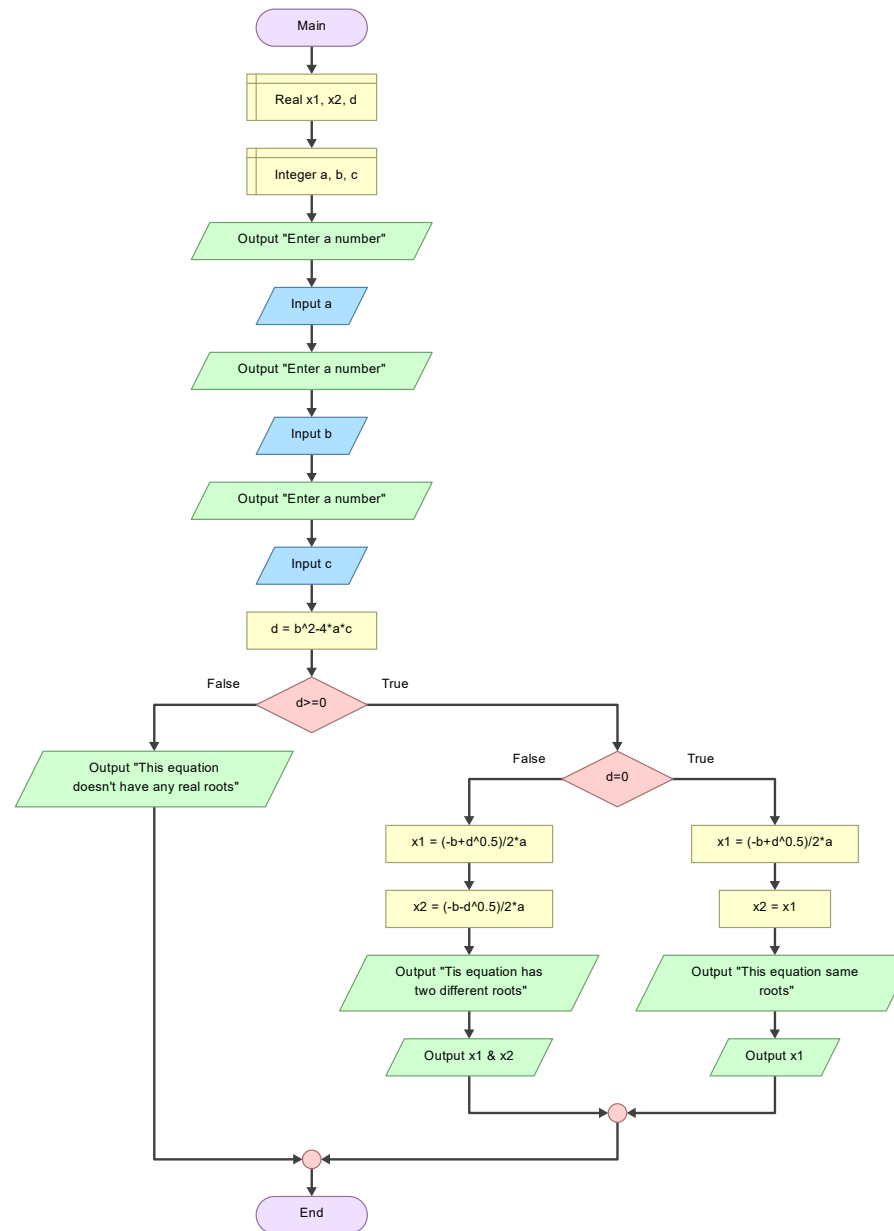 Main
Real x1, x2, d
Integer a, b, c
Output "Enter a number"
Input a
Output "Enter a number"
Input b
Output "Enter a number"
Input c
d = b^2-4*a*c
False
True
d>=0
Output "This equation
doesn't have any real roots"
False
True
d=0
x1 = (-b+d^0.5)/2*a
x2 = (-b-d^0.5)/2*a
Output "Tis equation has
two different roots"
Output x1 & x2
x1 = (-b+d^0.5)/2*a
x2 = x1
Output "This equation same
roots"
Output x1
End